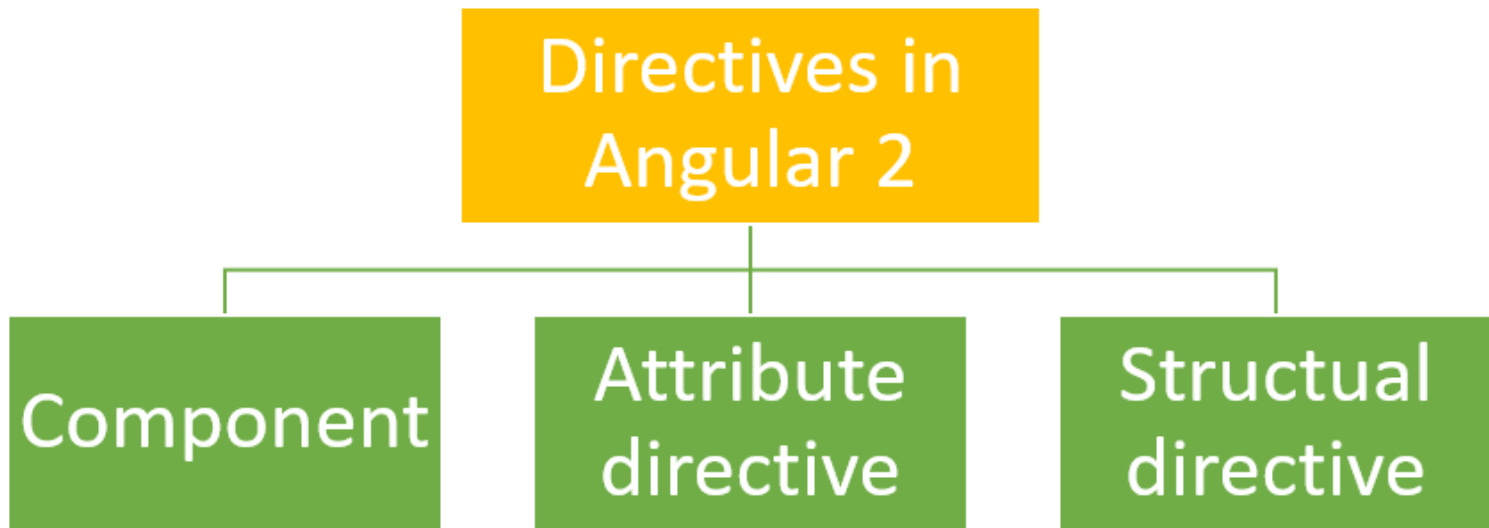 Directives in
Angular 2
Component
Attribute
directive
Structual
directive